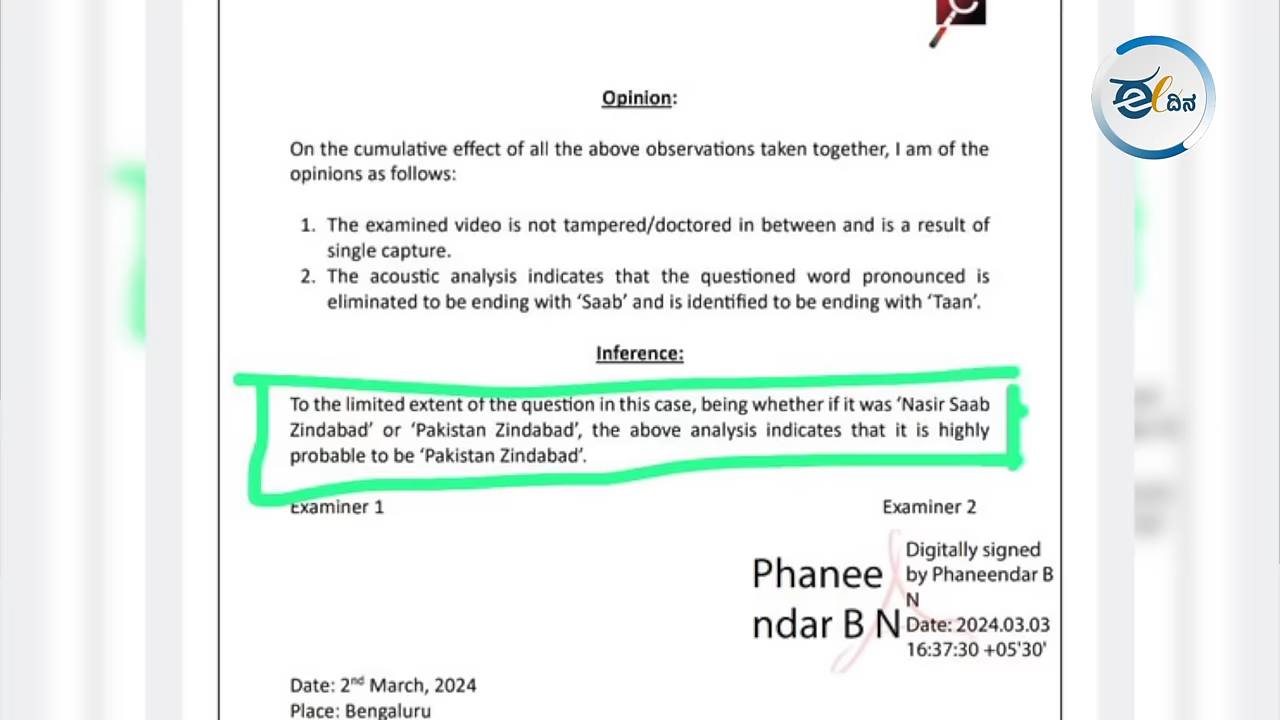 ಈ ದಿನ
Opinion:
On the cumulative effect of all the above observations taken together, I am of the
opinions as follows:
1. The examined video is not tampered/doctored in between and is a result of
single capture.
2. The acoustic analysis indicates that the questioned word pronounced is
eliminated to be ending with ‘Saab’ and is identified to be ending with ‘Taan’.
Inference:
To the limited extent of the question in this case, being whether if it was ‘Nasir Saab
Zindabad’ or ‘Pakistan Zindabad’, the above analysis indicates that it is highly
probable to be ‘Pakistan Zindabad’.
Examiner 1
Examiner 2
Phanee
ndar B N
Digitally signed
by Phaneendar B
N
Date: 2024.03.03
16:37:30 +05'30'
Date: 2nd March, 2024
Place: Bengaluru